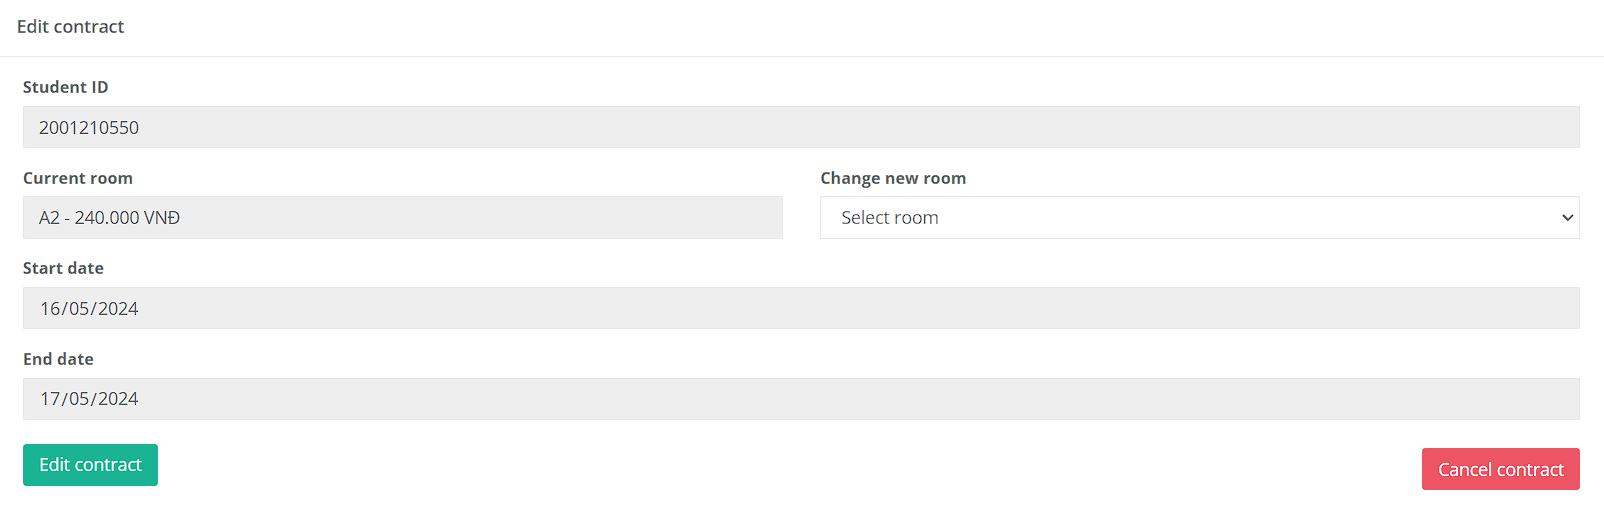 Edit contract
Student ID
2001210550
Current room
Change new room
A2 - 240.000 VNĐ
Select room
Start date
16/05/2024
End date
17/05/2024
Edit contract
Cancel contract